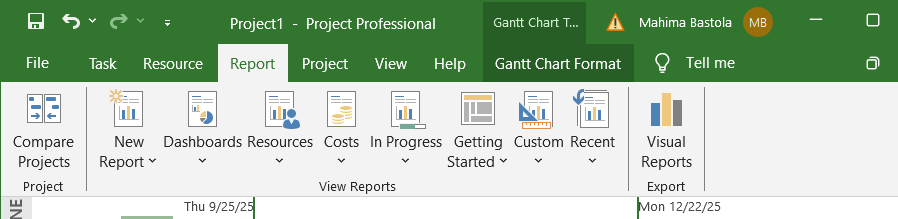 Project1 - Project Professional
Gantt Chart T...
Mahima Bastola
MB
File
Task
Resource
Report
Project
View
Help
Gantt Chart Format
Tell me
Compare
Projects
New
Report
Dashboards
Resources
Costs
In Progress
Getting
Started
Custom
Recent
Visual
Reports
Project
View Reports
Export
NE
Thu 9/25/25
Mon 12/22/25